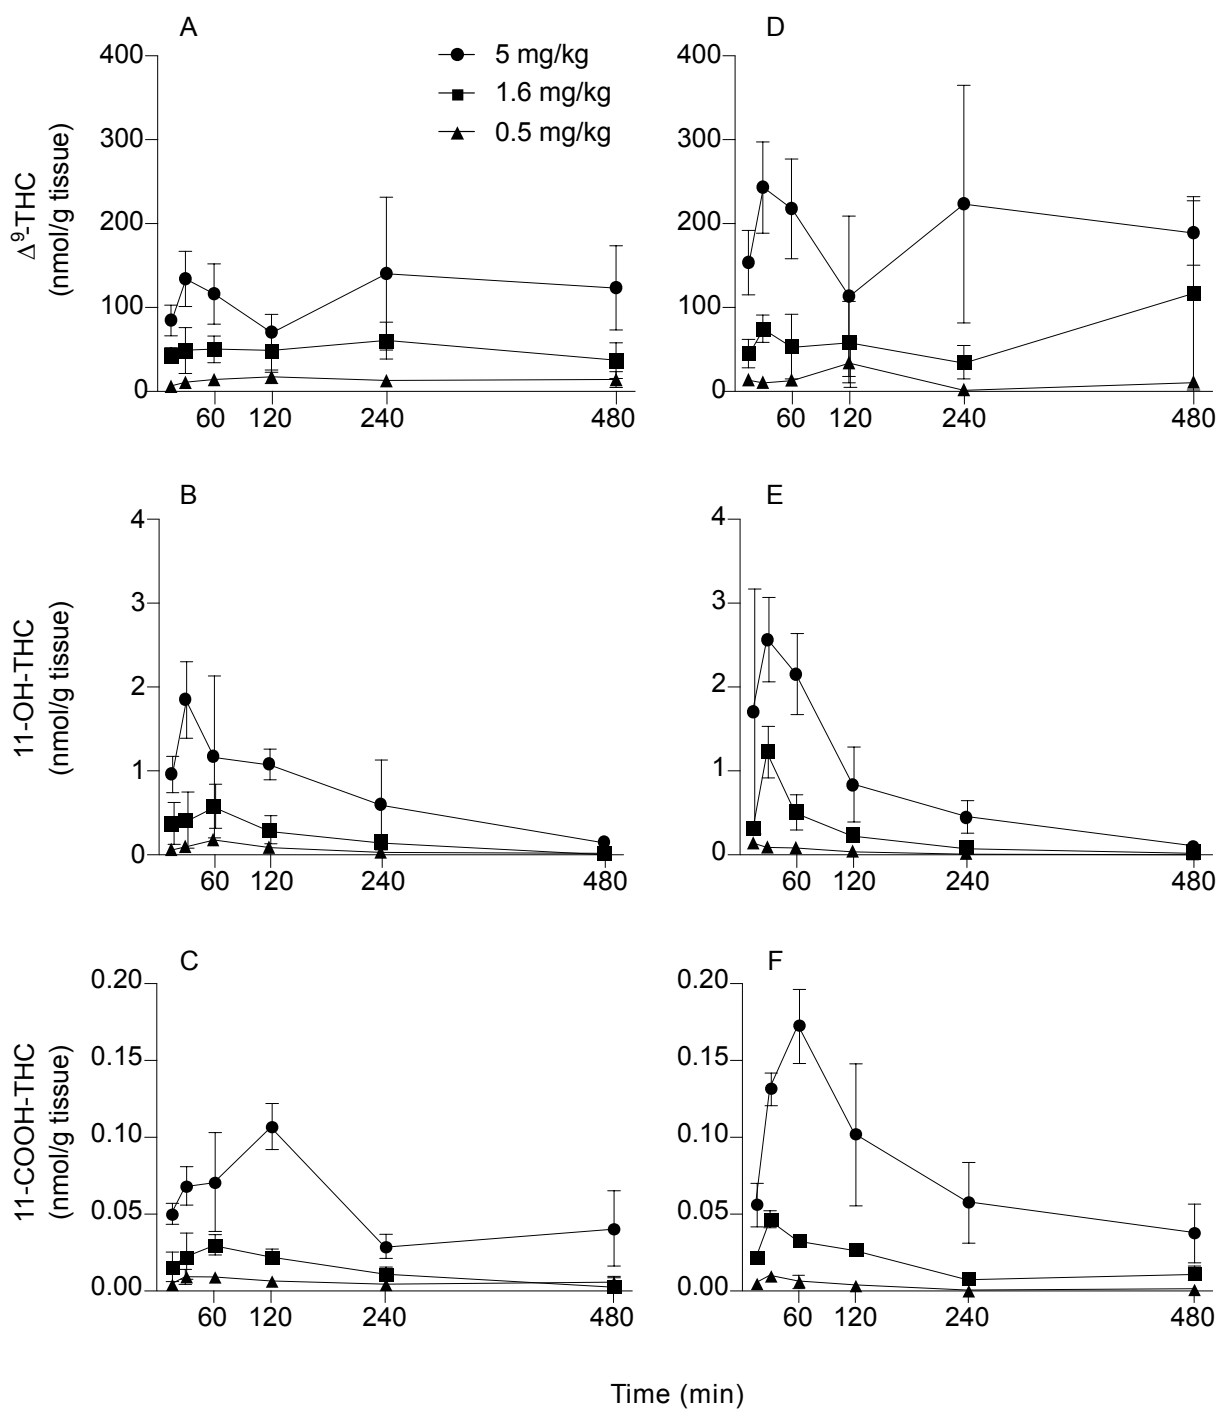 A
D
5 mg/kg
1.6 mg/kg
0.5 mg/kg
Δ⁹-THC
(nmol/g tissue)
400
300
200
100
0
60 120 240 480
400
300
200
100
0
60 120 240 480
B
E
11-OH-THC
(nmol/g tissue)
4
3
2
1
0
60 120 240 480
4
3
2
1
0
60 120 240 480
C
F
11-COOH-THC
(nmol/g tissue)
0.20
0.15
0.10
0.05
0.00
60 120 240 480
0.20
0.15
0.10
0.05
0.00
60 120 240 480
Time (min)